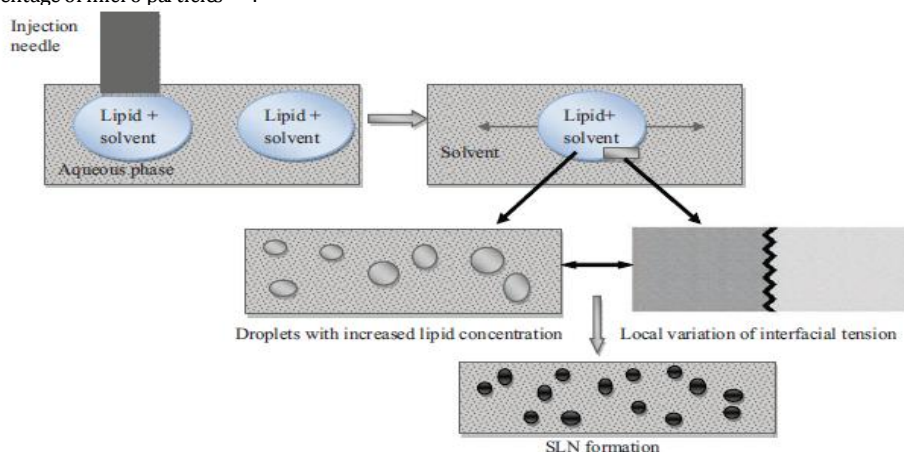 Injection
needle
Lipid +
solvent
Lipid +
solvent
Aqueous phase
Lipid+
solvent
Solvent
Droplets with increased lipid concentration
Local variation of interfacial tension
SLN formation